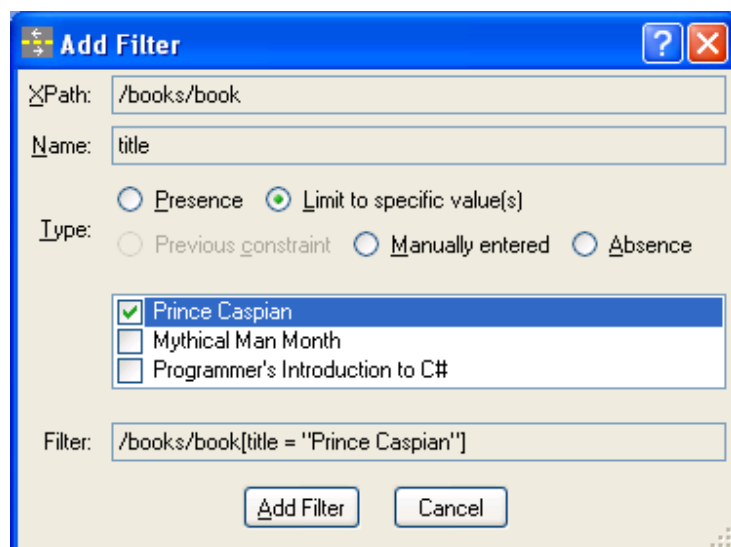 Add Filter
XPath: /books/book
Name: title
Presence Limit to specific value(s)
Type:
Previous constraint Manually entered Absence
Prince Caspian
Mythical Man Month
Programmer's Introduction to C#
Filter: /books/book[title = "Prince Caspian"]
Add Filter Cancel